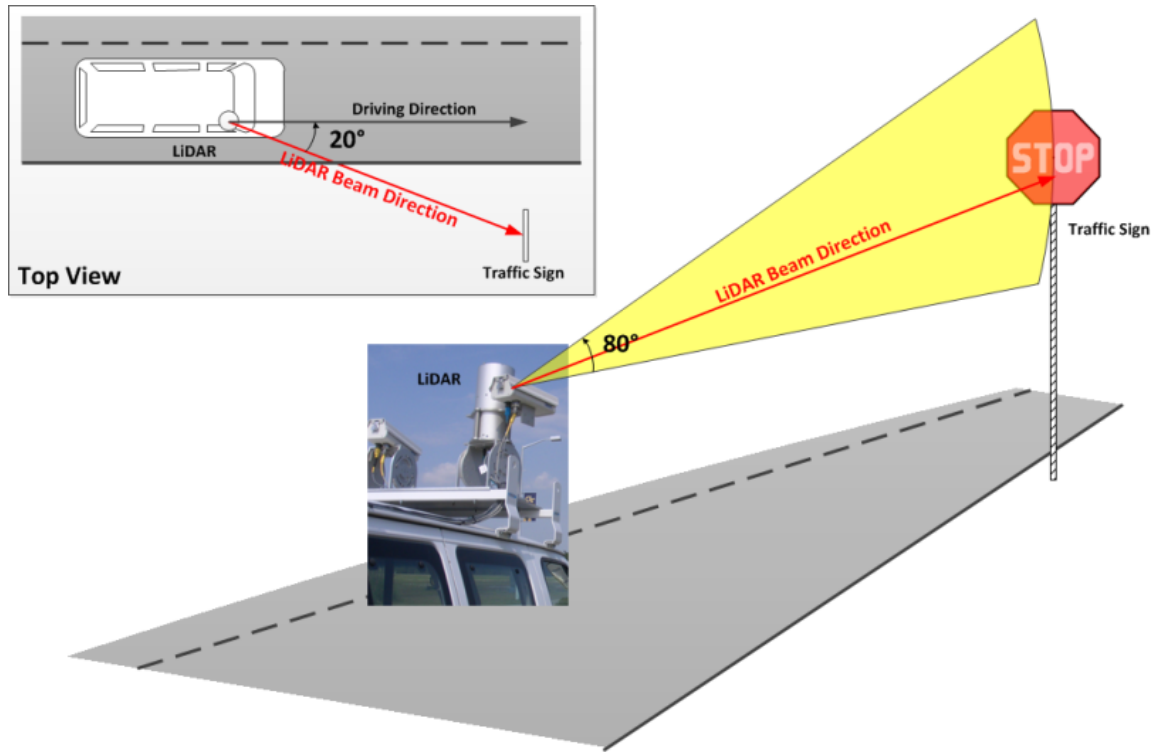 Driving Direction
20°
LiDAR
LiDAR Beam Direction
Traffic Sign
Top View
STOP
Traffic Sign
LiDAR Beam Direction
80°
LiDAR